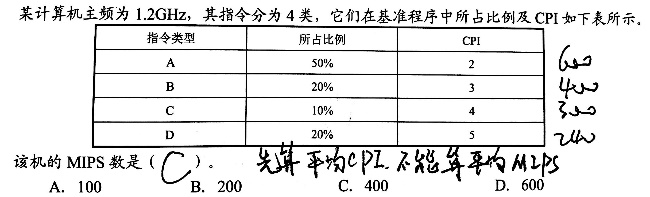 某计算机主频为 1.2GHz，其指令分为 4 类，它们在基准程序中所占比例及 CPI 如下表所示。
指令类型 所占比例 CPI
A 50% 2 600
B 20% 3 400
C 10% 4 300
D 20% 5 240
该机的 MIPS 数是（ C ）。 先算平均CPI.不能算平均MIPS
A. 100 B. 200 C. 400 D. 600